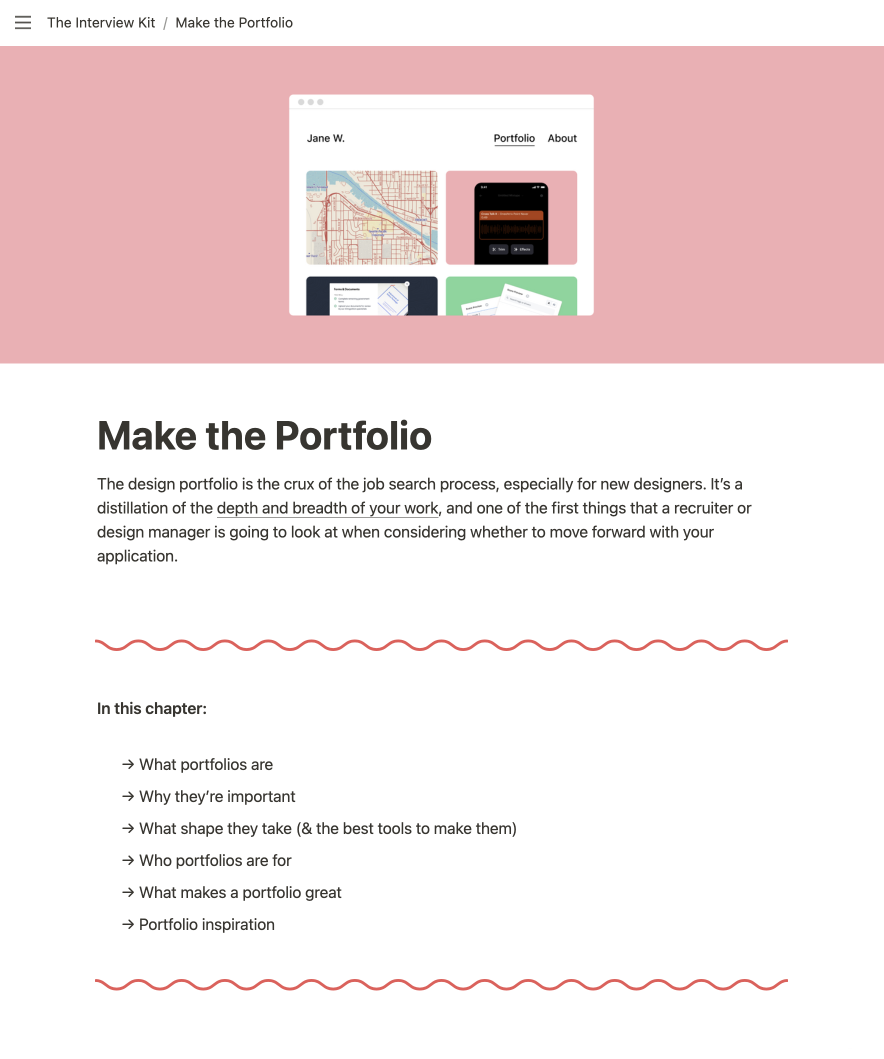 The Interview Kit / Make the Portfolio
Jane W.
Portfolio About
Trim Effects
Make the Portfolio
The design portfolio is the crux of the job search process, especially for new designers. It’s a
distillation of the depth and breadth of your work, and one of the first things that a recruiter or
design manager is going to look at when considering whether to move forward with your
application.
In this chapter:
→ What portfolios are
→ Why they’re important
→ What shape they take (& the best tools to make them)
→ Who portfolios are for
→ What makes a portfolio great
→ Portfolio inspiration